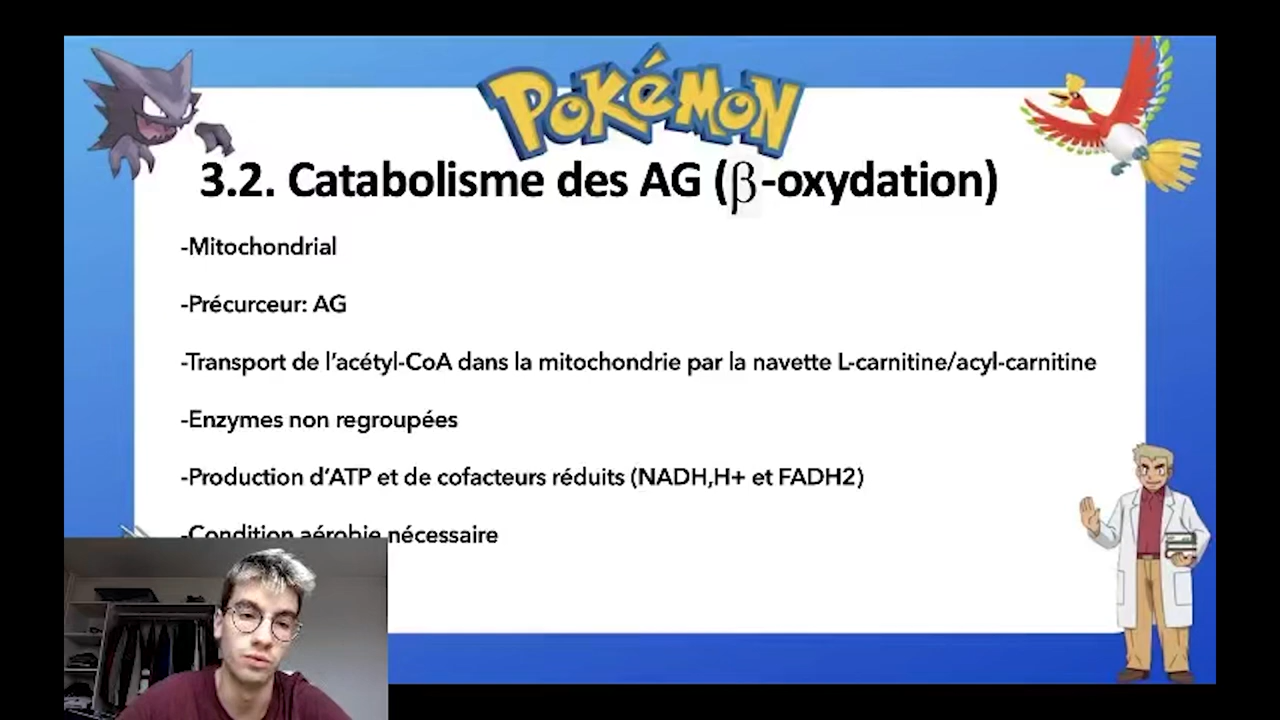 POKéMON
3.2. Catabolisme des AG (β-oxydation)
-Mitochondrial
-Précurceur: AG
-Transport de l'acétyl-CoA dans la mitochondrie par la navette L-carnitine/acyl-carnitine
-Enzymes non regroupées
-Production d'ATP et de cofacteurs réduits (NADH,H+ et FADH2)
-Condition aérobie nécessaire